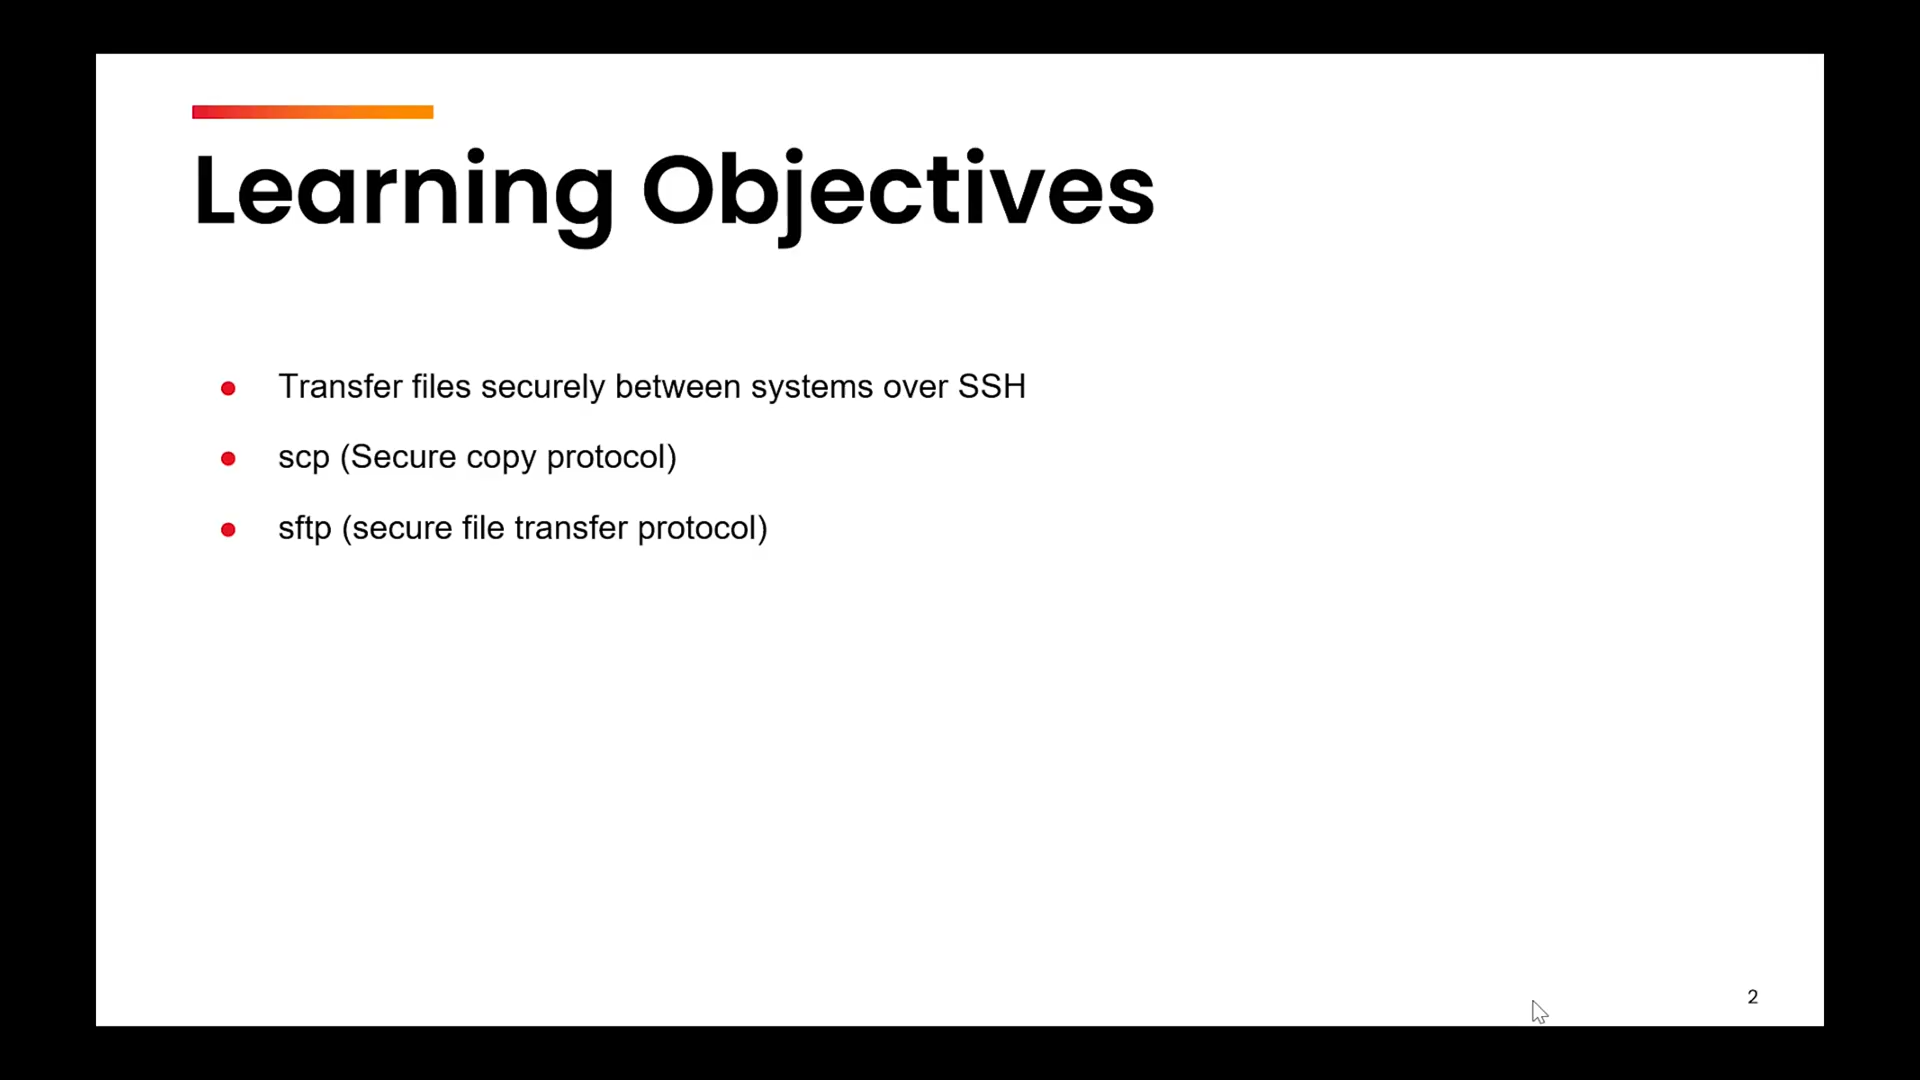 Learning Objectives
Transfer files securely between systems over SSH
scp (Secure copy protocol)
sftp (secure file transfer protocol)
2